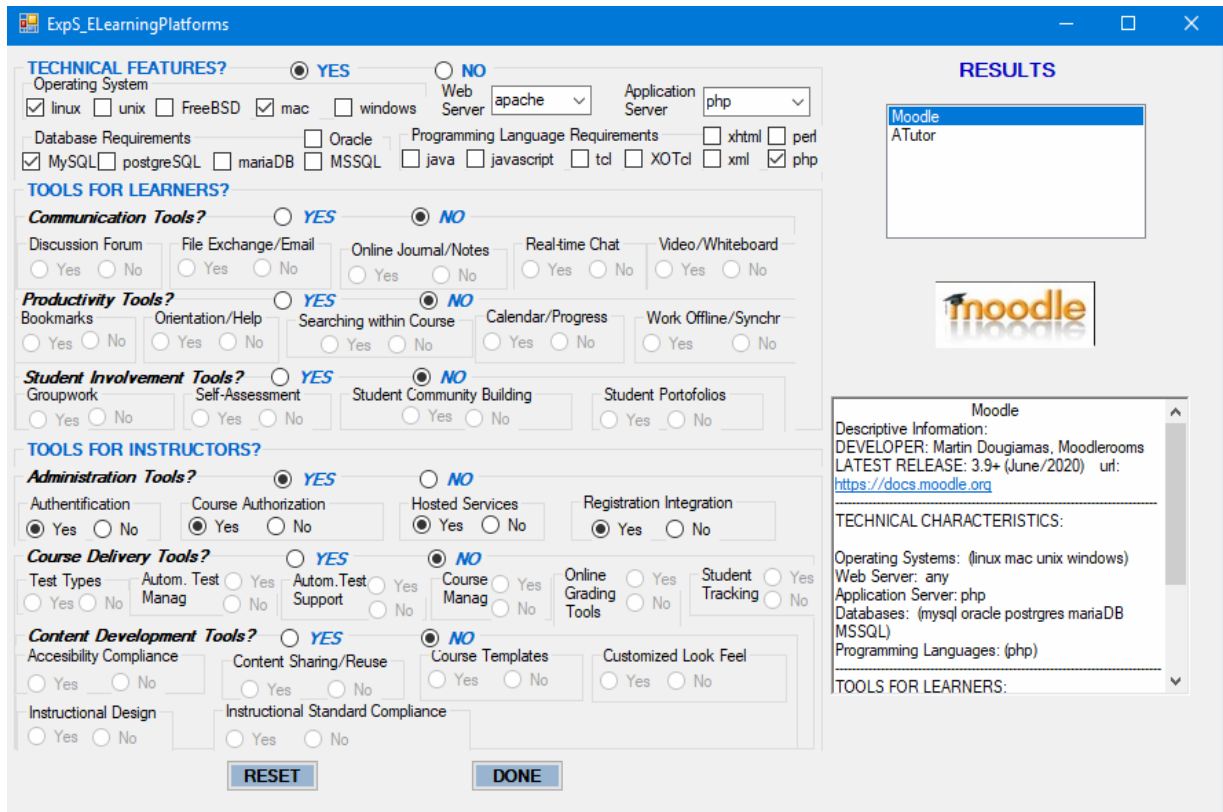 ExpS_ELearningPlatforms
TECHNICAL FEATURES? YES NO
Operating System
linux unix FreeBSD mac windows
Web Server apache
Application Server php
Database Requirements
Oracle
MySQL postgreSQL mariaDB MSSQL
Programming Language Requirements xhtml perl
java javascript tcl XOTcl xml php
TOOLS FOR LEARNERS?
Communication Tools? YES NO
Discussion Forum File Exchange/Email Online Journal/Notes Real-time Chat Video/Whiteboard
Yes No Yes No Yes No Yes No Yes No
Productivity Tools? YES NO
Bookmarks Orientation/Help Searching within Course Calendar/Progress Work Offline/Synchr
Yes No Yes No Yes No Yes No Yes No
Student Involvement Tools? YES NO
Groupwork Self-Assessment Student Community Building Student Portofolios
Yes No Yes No Yes No Yes No
TOOLS FOR INSTRUCTORS?
Administration Tools? YES NO
Authentification Course Authorization Hosted Services Registration Integration
Yes No Yes No Yes No Yes No
Course Delivery Tools? YES NO
Test Types
Yes No
Autom. Test Manag
Yes
No
Autom.Test Support
Yes
No
Course Manag
Yes
No
Online Grading Tools
Yes
No
Student Tracking
Yes
No
Content Development Tools? YES NO
Accesibility Compliance Content Sharing/Reuse Course Templates Customized Look Feel
Yes No Yes No Yes No Yes No
Instructional Design Instructional Standard Compliance
Yes No Yes No
RESET DONE
RESULTS
Moodle
ATutor
moodle
Moodle
Descriptive Information:
DEVELOPER: Martin Dougiamas, Moodlerooms
LATEST RELEASE: 3.9+ (June/2020) url:
https://docs.moodle.org
TECHNICAL CHARACTERISTICS:
Operating Systems: (linux mac unix windows)
Web Server: any
Application Server: php
Databases: (mysql oracle postrgres mariaDB
MSSQL)
Programming Languages: (php)
TOOLS FOR LEARNERS: